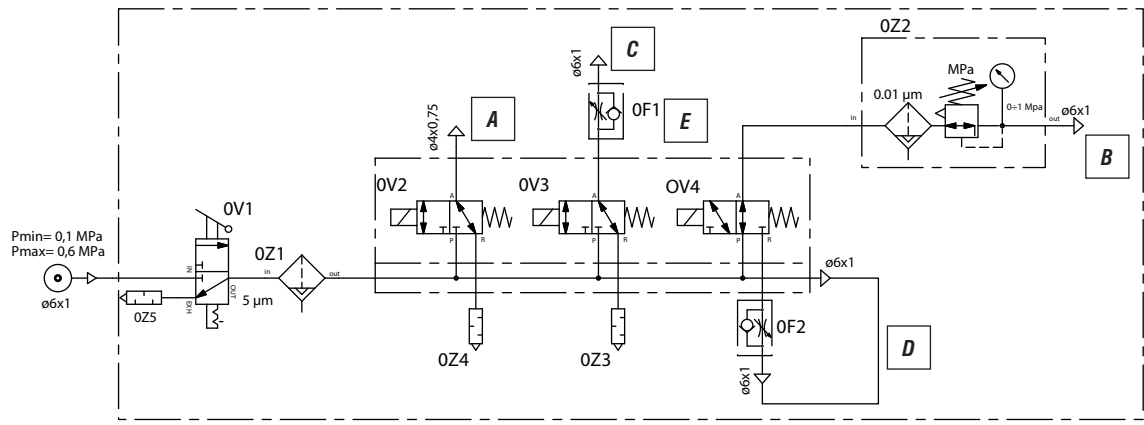 0Z2
C
ø6x1
MPa
0.01 µm
0÷1 Mpa
ø6x1
in
out
B
0F1
E
A
ø4x0,75
0V2
A
P
R
0V3
A
P
R
OV4
A
P
R
0V1
Pmin= 0,1 MPa
Pmax= 0,6 MPa
ø6x1
IN
OUT
EXH
0Z5
5 µm
0Z1
in
out
ø6x1
0F2
D
0Z4
0Z3
ø6x1